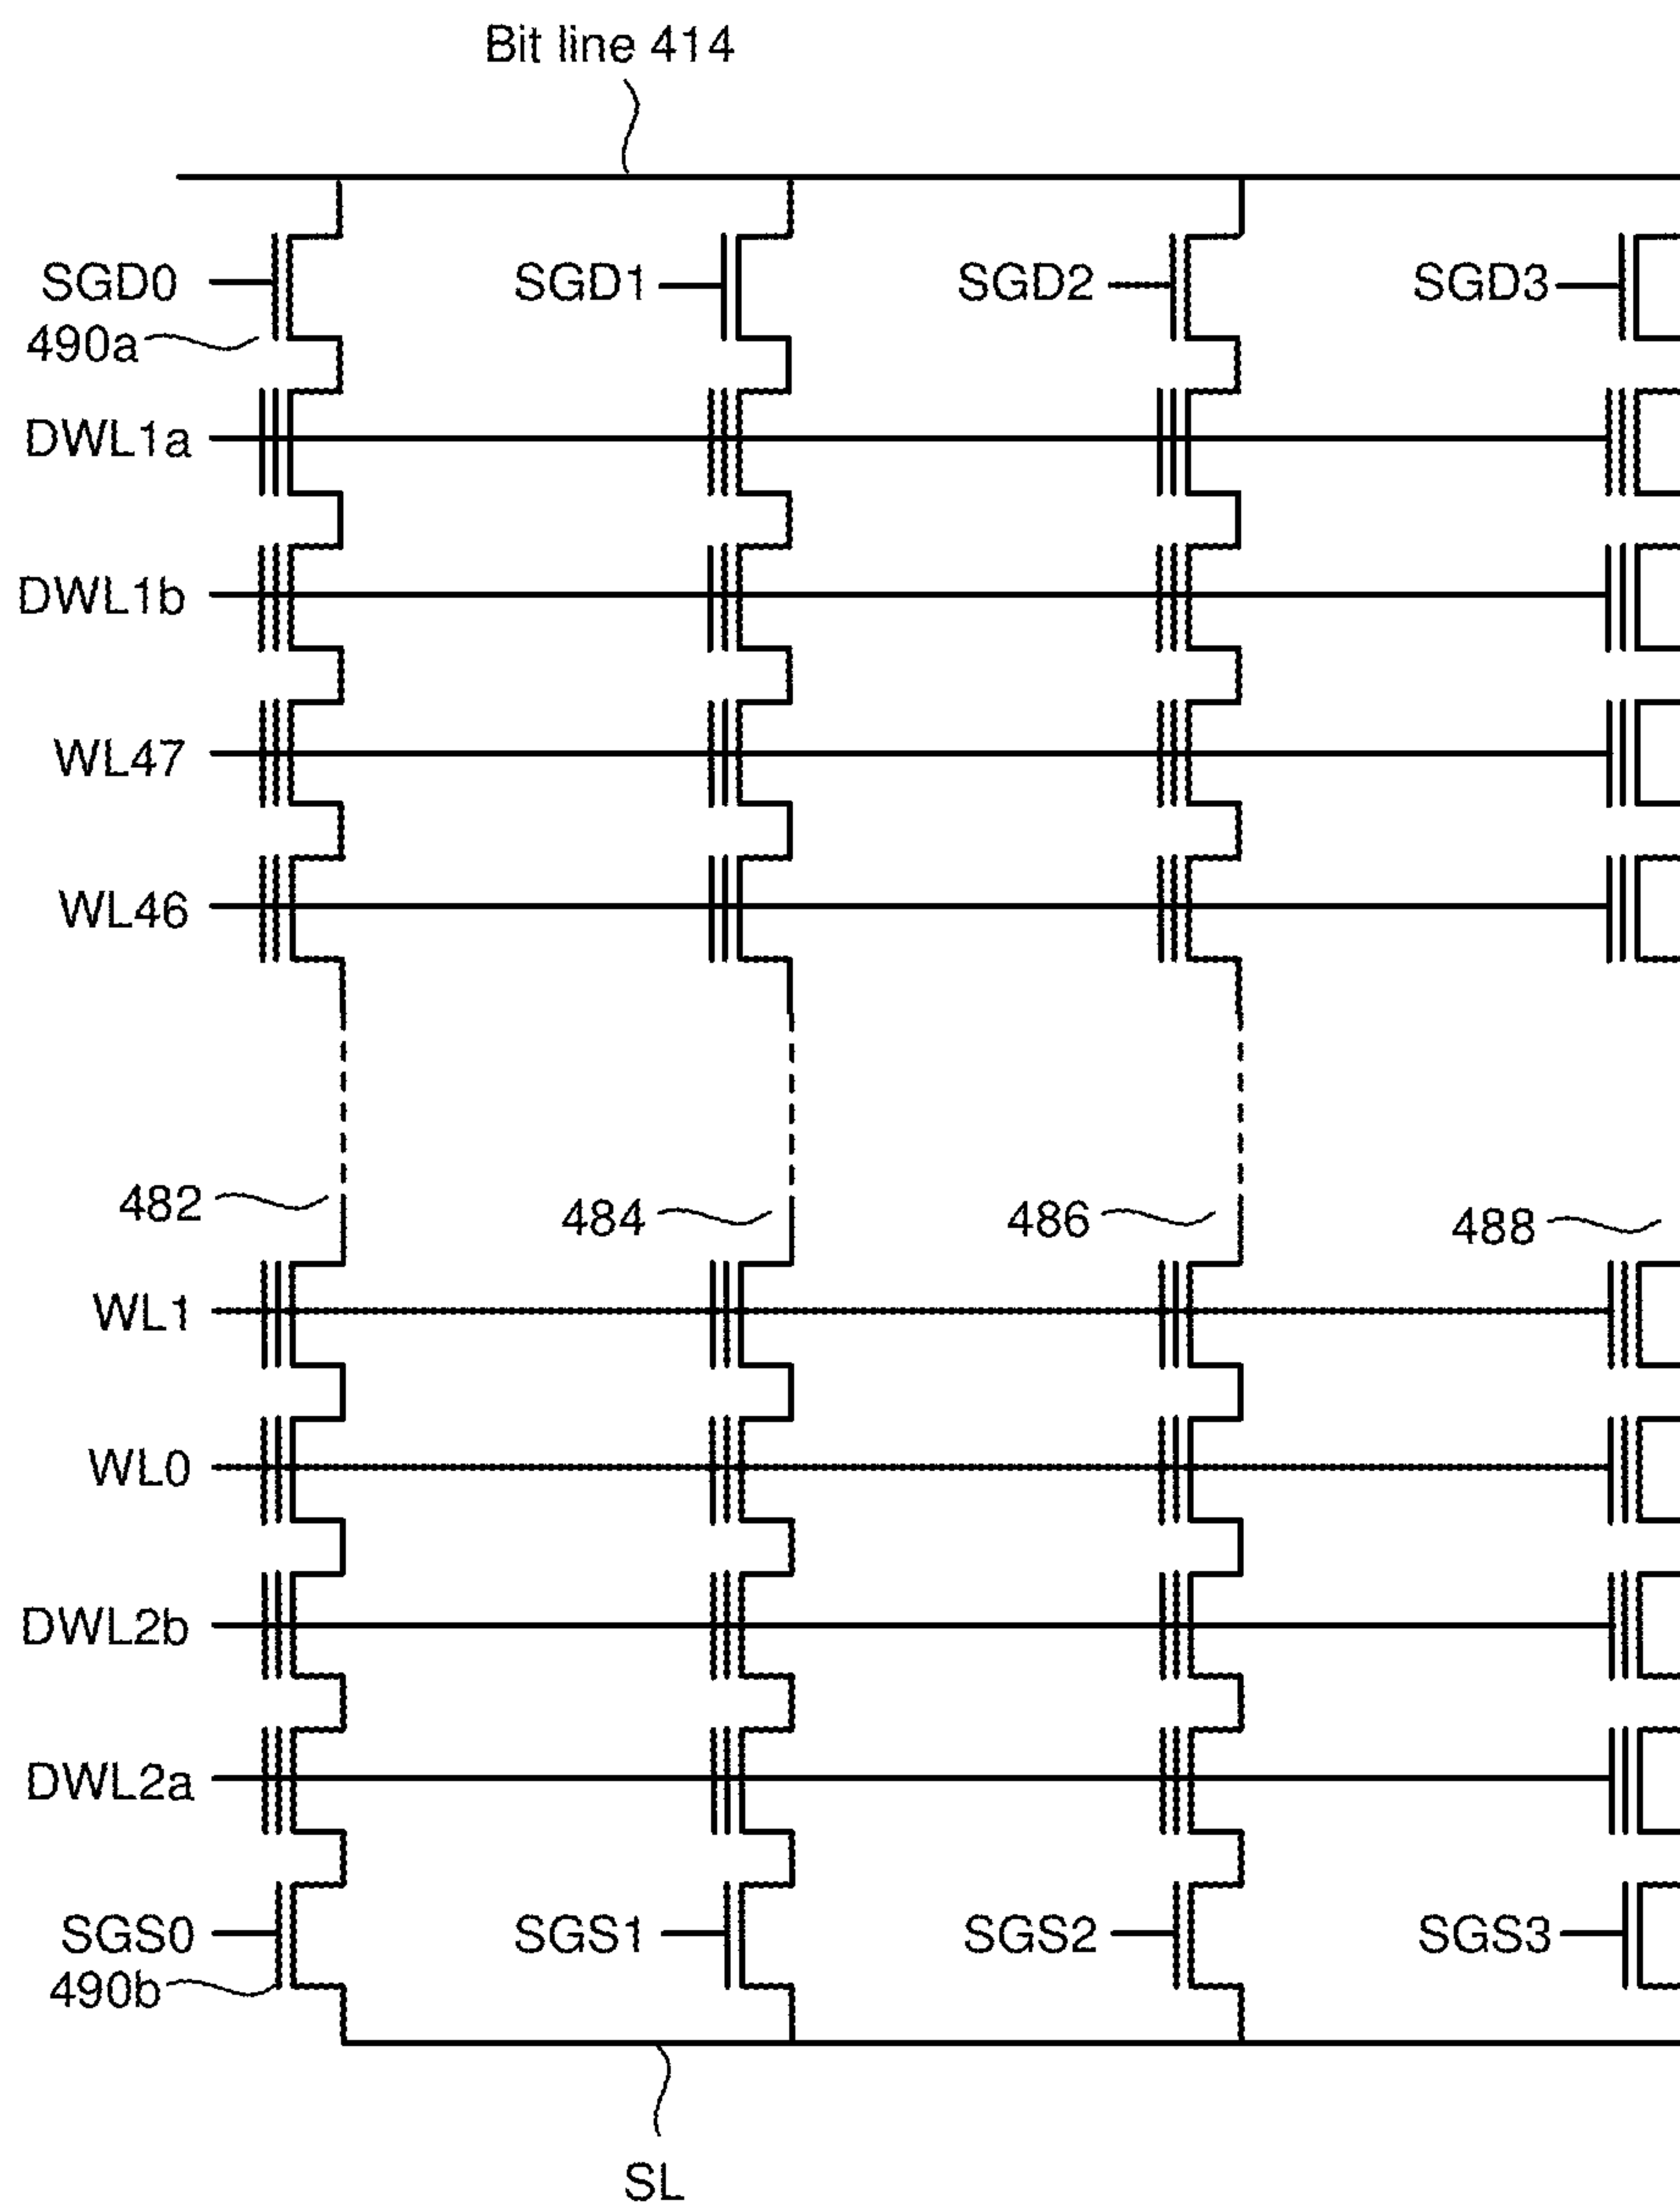 Bit line 414
SGD0 SGD1 SGD2 SGD3
490a
DWL1a
DWL1b
WL47
WL46
482 484 486 488
WL1
WL0
DWL2b
DWL2a
SGS0 SGS1 SGS2 SGS3
490b
SL